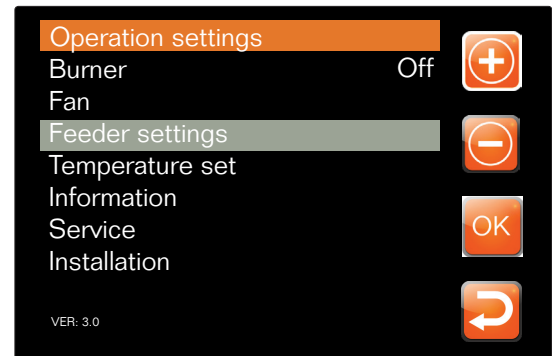 Operation settings
Burner Off
Fan
Feeder settings
Temperature set
Information
Service
OK
Installation
VER: 3.0